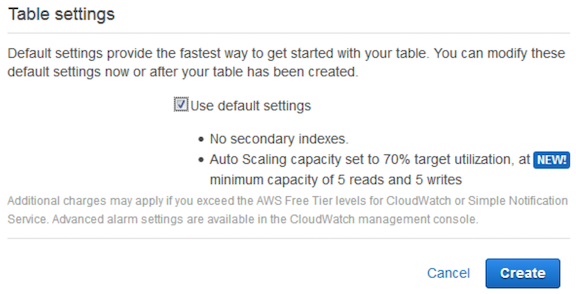 Table settings
Default settings provide the fastest way to get started with your table. You can modify these
default settings now or after your table has been created.
Use default settings
No secondary indexes.
Auto Scaling capacity set to 70% target utilization, at NEW!
minimum capacity of 5 reads and 5 writes
Additional charges may apply if you exceed the AWS Free Tier levels for CloudWatch or Simple Notification
Service. Advanced alarm settings are available in the CloudWatch management console.
Cancel Create